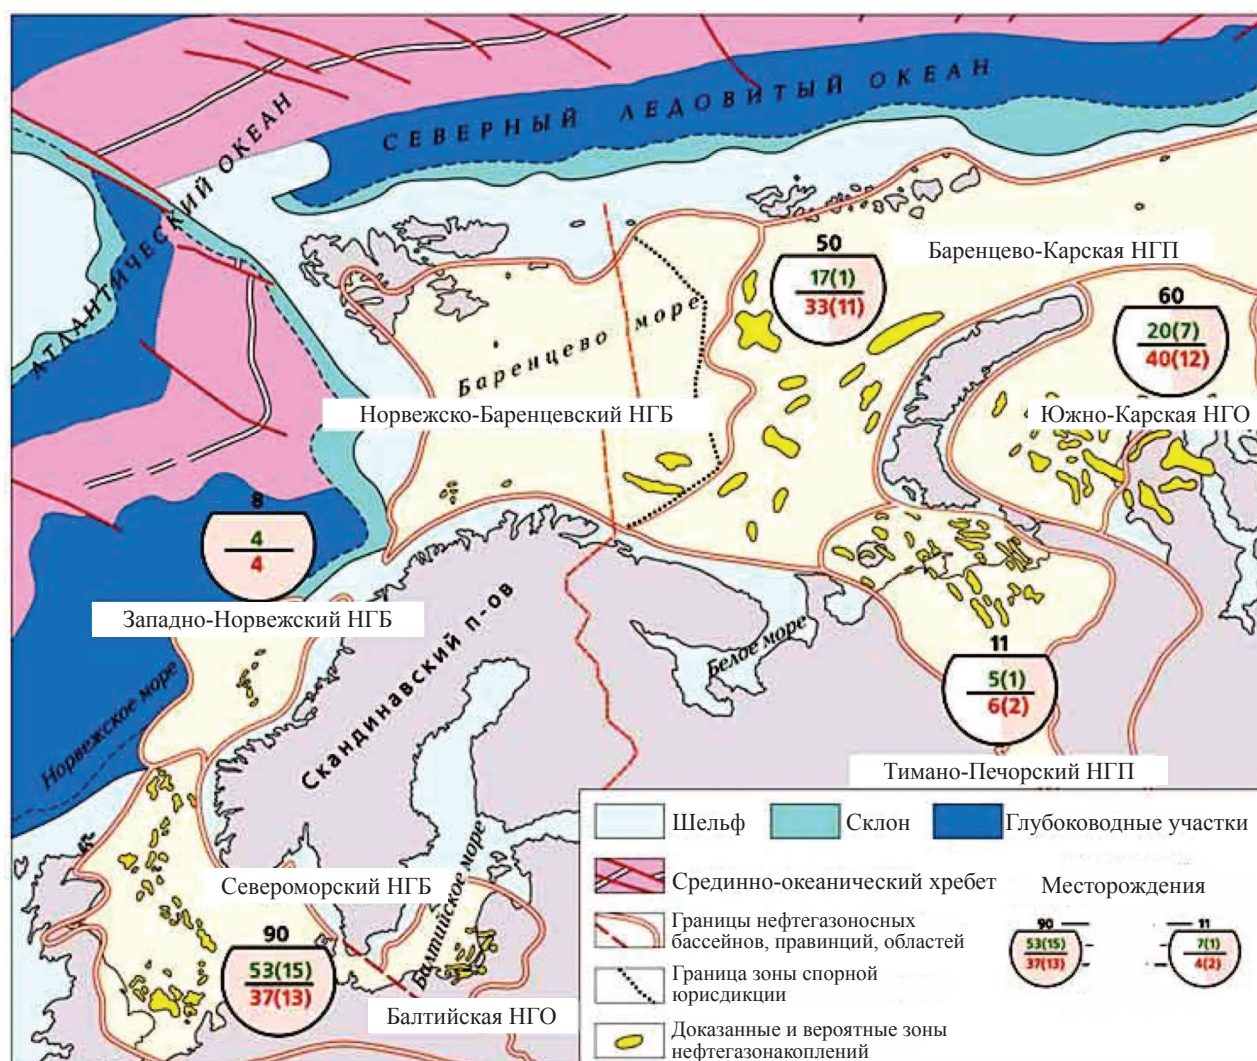 СЕВЕРНЫЙ ЛЕДОВИТЫЙ ОКЕАН
АТЛАНТИЧЕСКИЙ ОКЕАН
Баренцево-Карская НГП
50
17(1)
33(11)
60
20(7)
40(12)
Баренцево море
Норвежско-Баренцевский НГБ
Южно-Карская НГО
8
4
4
Западно-Норвежский НГБ
Скандинавский п-ов
Белое море
11
5(1)
6(2)
Норвежское море
Тимано-Печорский НГП
Североморский НГБ
90
53(15)
37(13)
Балтийское море
Балтийская НГО
Шельф
Склон
Глубоководные участки
Срединно-океанический хребет
Границы нефтегазоносных
бассейнов, правинций, областей
Граница зоны спорной
юрисдикции
Доказанные и вероятные зоны
нефтегазонакоплений
Месторождения
90
53(15)
37(13)
11
7(1)
4(2)